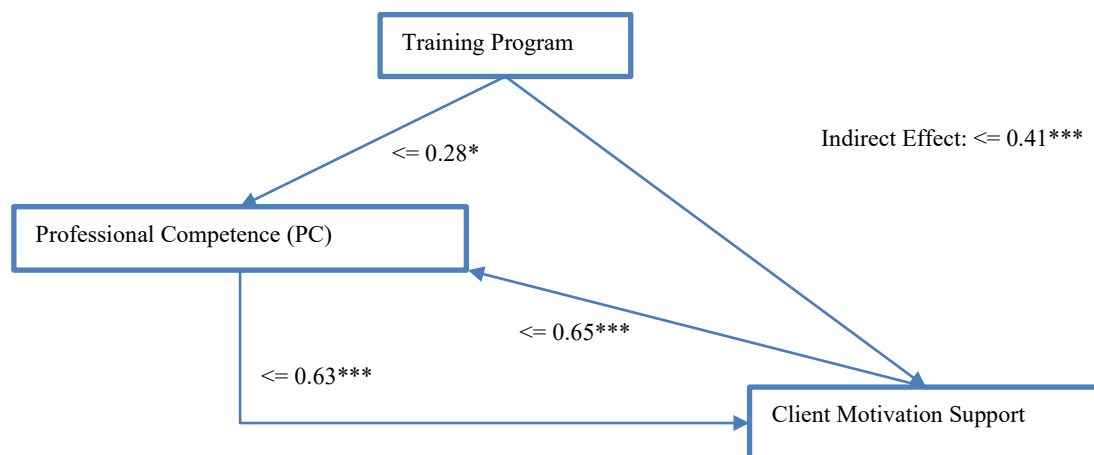 Training Program
Indirect Effect: <= 0.41***
<= 0.28*
Professional Competence (PC)
<= 0.65***
<= 0.63***
Client Motivation Support